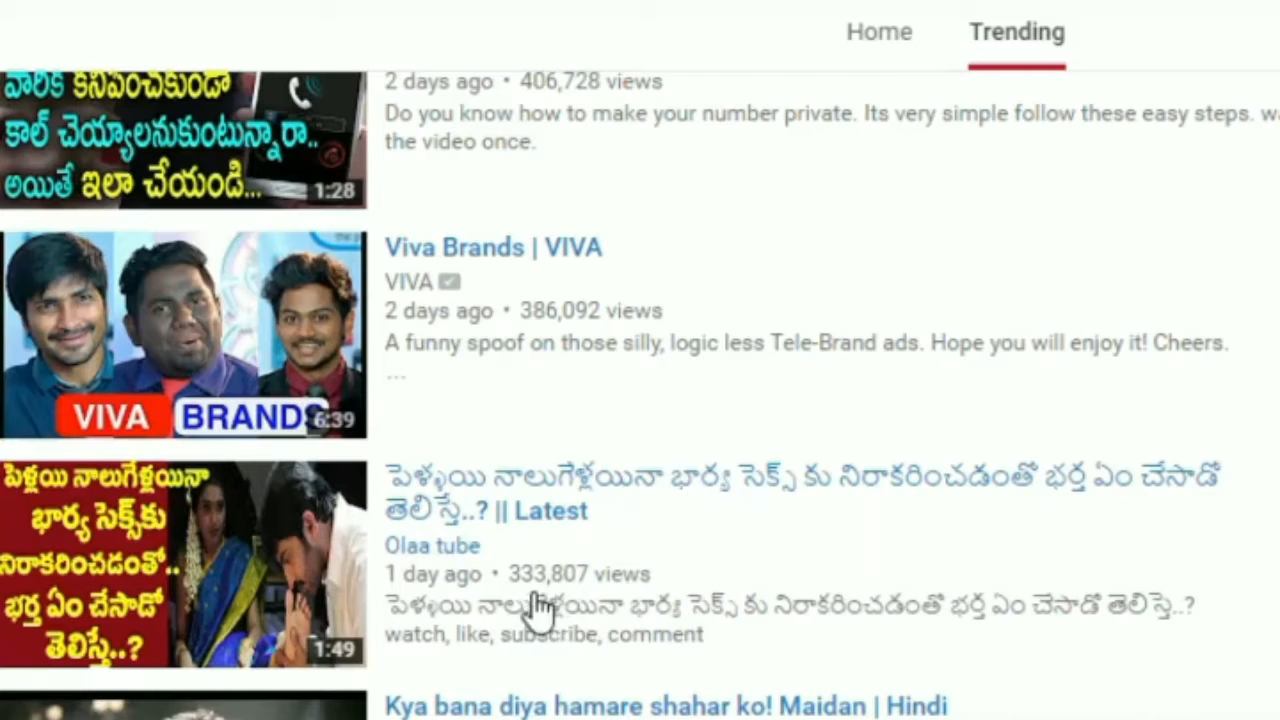 Home Trending
వారికి కనిపించకుండా
కాల్ చెయ్యాలనుకుంటున్నారా..
అయితే ఇలా చేయండి...
1:28
2 days ago • 406,728 views
Do you know how to make your number private. Its very simple follow these easy steps.
the video once.
VIVA BRANDS
6:39
Viva Brands | VIVA
VIVA
2 days ago • 386,092 views
A funny spoof on those silly, logic less Tele-Brand ads. Hope you will enjoy it! Cheers.
...
పెళ్లయి నాలుగేళ్లయినా
భార్య సెక్స్‌కు
నిరాకరించడంతో..
భర్త ఏం చేసాడో
తెలిస్తే..?
1:49
పెళ్ళయి నాలుగేళ్లయినా భార్య సెక్స్ కు నిరాకరించడంతో భర్త ఏం చేసాడో
తెలిస్తే..? || Latest
Olaa tube
1 day ago • 333,807 views
పెళ్ళయి నాలుగేళ్లయినా భార్య సెక్స్ కు నిరాకరించడంతో భర్త ఏం చేసాడో తెలిస్తే..?
watch, like, subscribe, comment
Kya bana diya hamare shahar ko! Maidan | Hindi